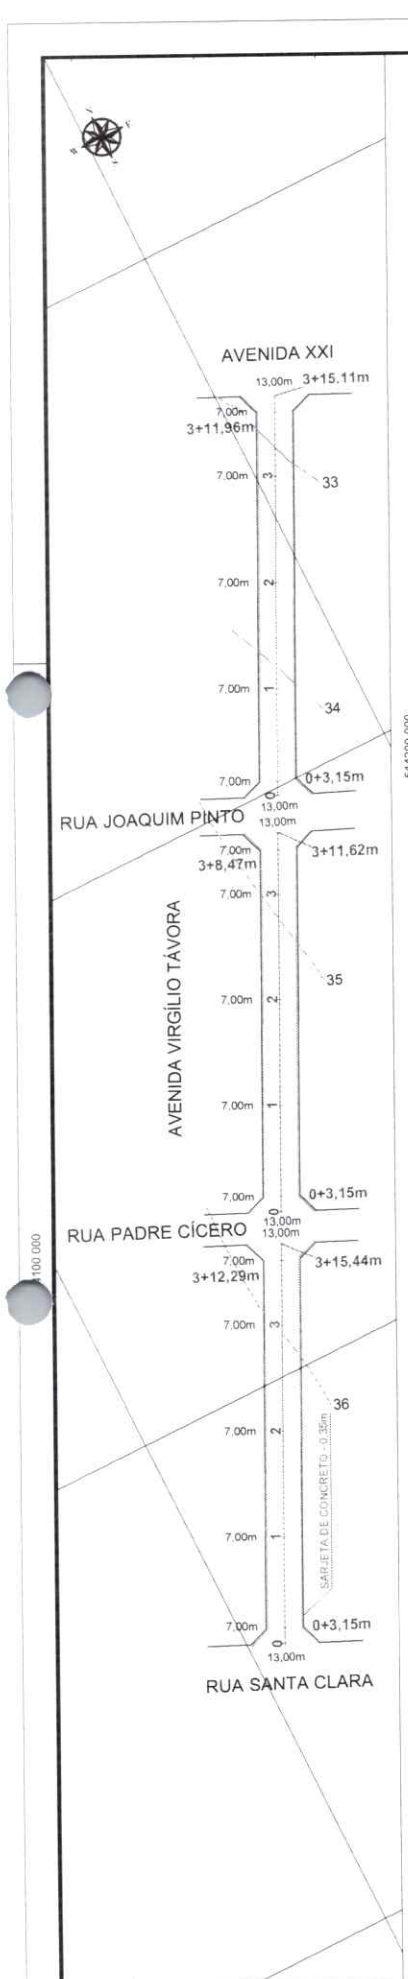 AVENIDA XXI
13,00m 3+15.11m
7,00m
3+11,96m
33
7,00m 3
7,00m 2
7,00m 1
34
7,00m 0 0+3,15m
13,00m
RUA JOAQUIM PINTO
13,00m
7,00m 3+11,62m
3+8,47m
3
7,00m
35
7,00m 2
AVENIDA VIRGÍLIO TÁVORA
7,00m 1
7,00m 0 0+3,15m
13,00m
RUA PADRE CÍCERO
13,00m
7,00m 3+15,44m
3+12,29m
7,00m 3
36
7,00m 2
SARJETA DE CONCRETO - 0.35m
7,00m 1
7,00m 0 0+3,15m
13,00m
RUA SANTA CLARA